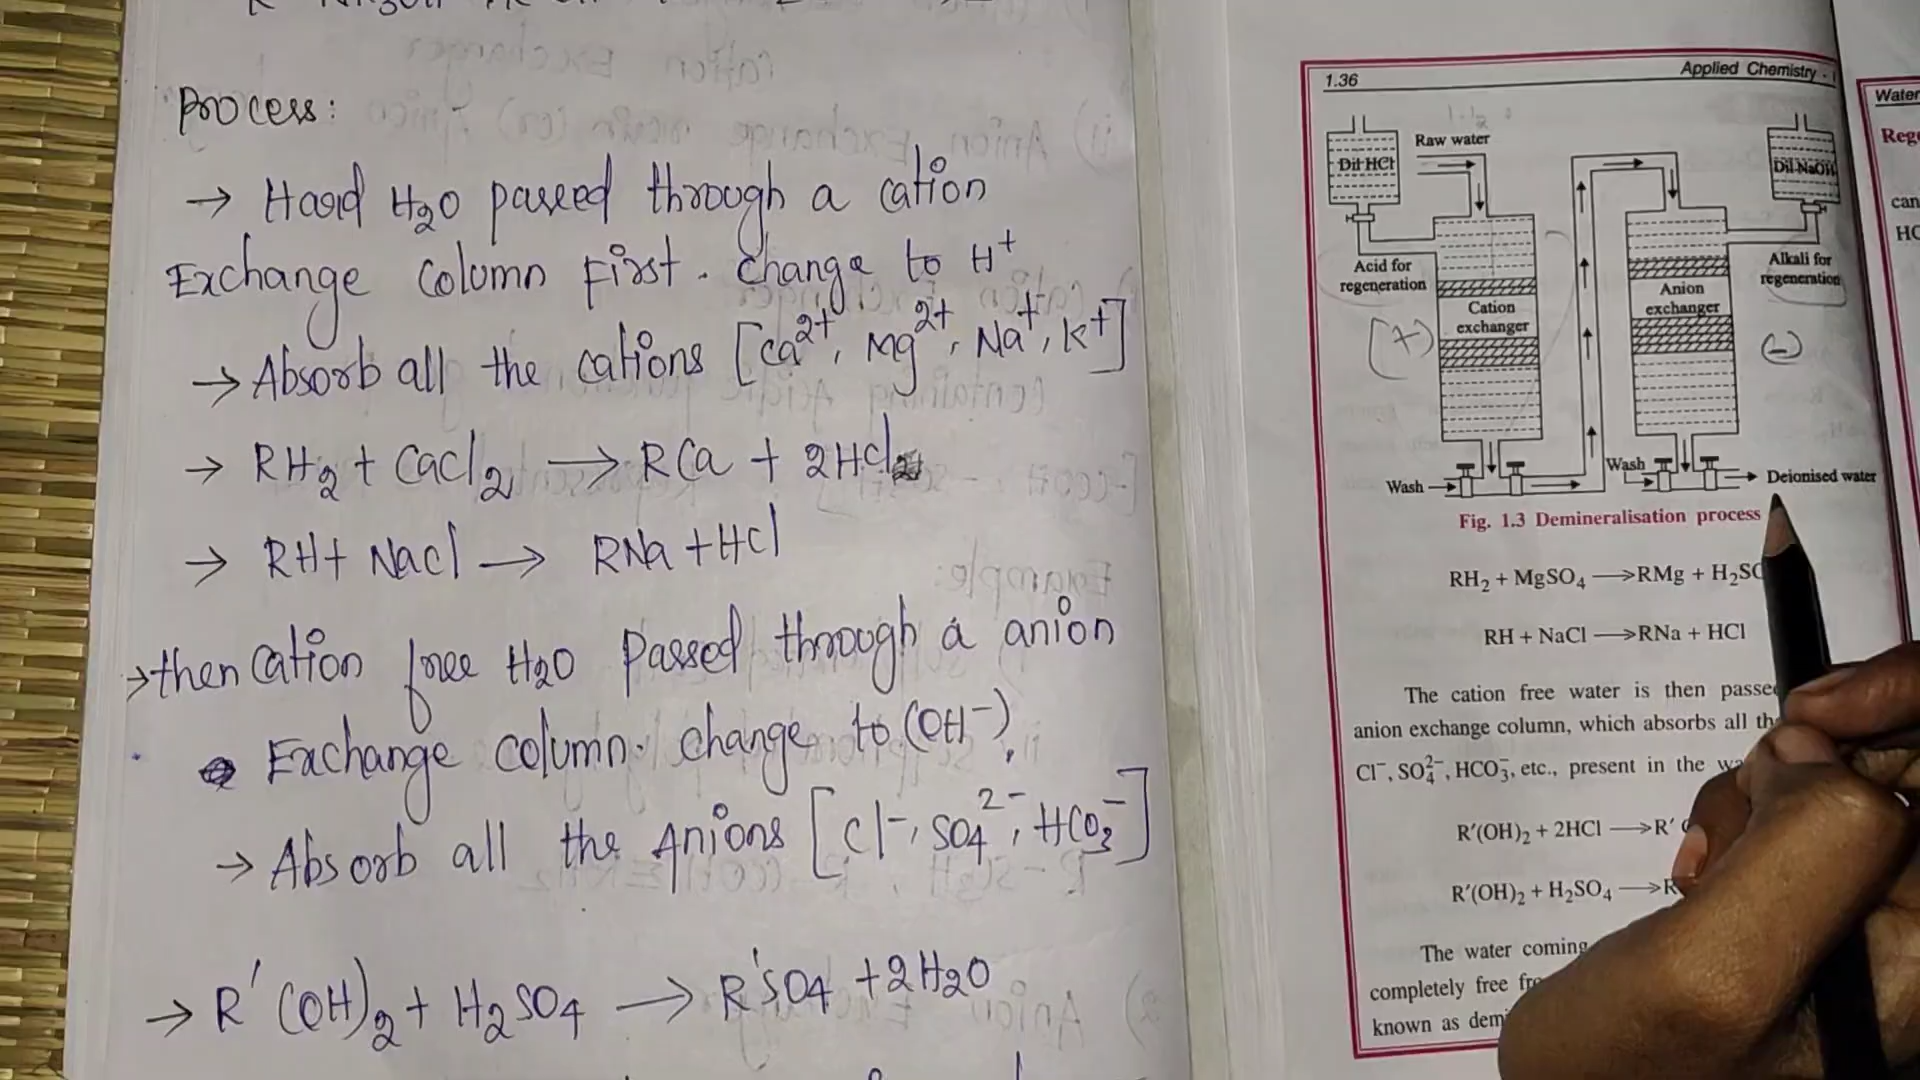 Process:
→ Hard H2O passed through a cation
Exchange Column First. Change to H+
→ Absorb all the cations [Ca2+, Mg2+, Na+, K+]
→ RH2 + CaCl2 → RCa + 2HCl
→ RH + NaCl → RNa + HCl
→ then cation free H2O passed through a anion
Exchange column. change to (OH-).
→ Absorb all the Anions [Cl-, SO4 2-, HCO3-]
→ R'(OH)2 + H2SO4 → R'SO4 + 2H2O
1.36 Applied Chemistry -
Dil HCl
Raw water
Dil NaOH
Acid for
regeneration
Cation
exchanger
[+]
Anion
exchanger
Alkali for
regeneration
(-)
Wash
Wash
Deionised water
Fig. 1.3 Demineralisation process
RH2 + MgSO4 → RMg + H2SO
RH + NaCl → RNa + HCl
The cation free water is then passe
anion exchange column, which absorbs all th
Cl−, SO4 2−, HCO3−, etc., present in the wa
R′(OH)2 + 2HCl → R′
R′(OH)2 + H2SO4 → R
The water coming
completely free fr
known as dem
Water
Reg
can
HC